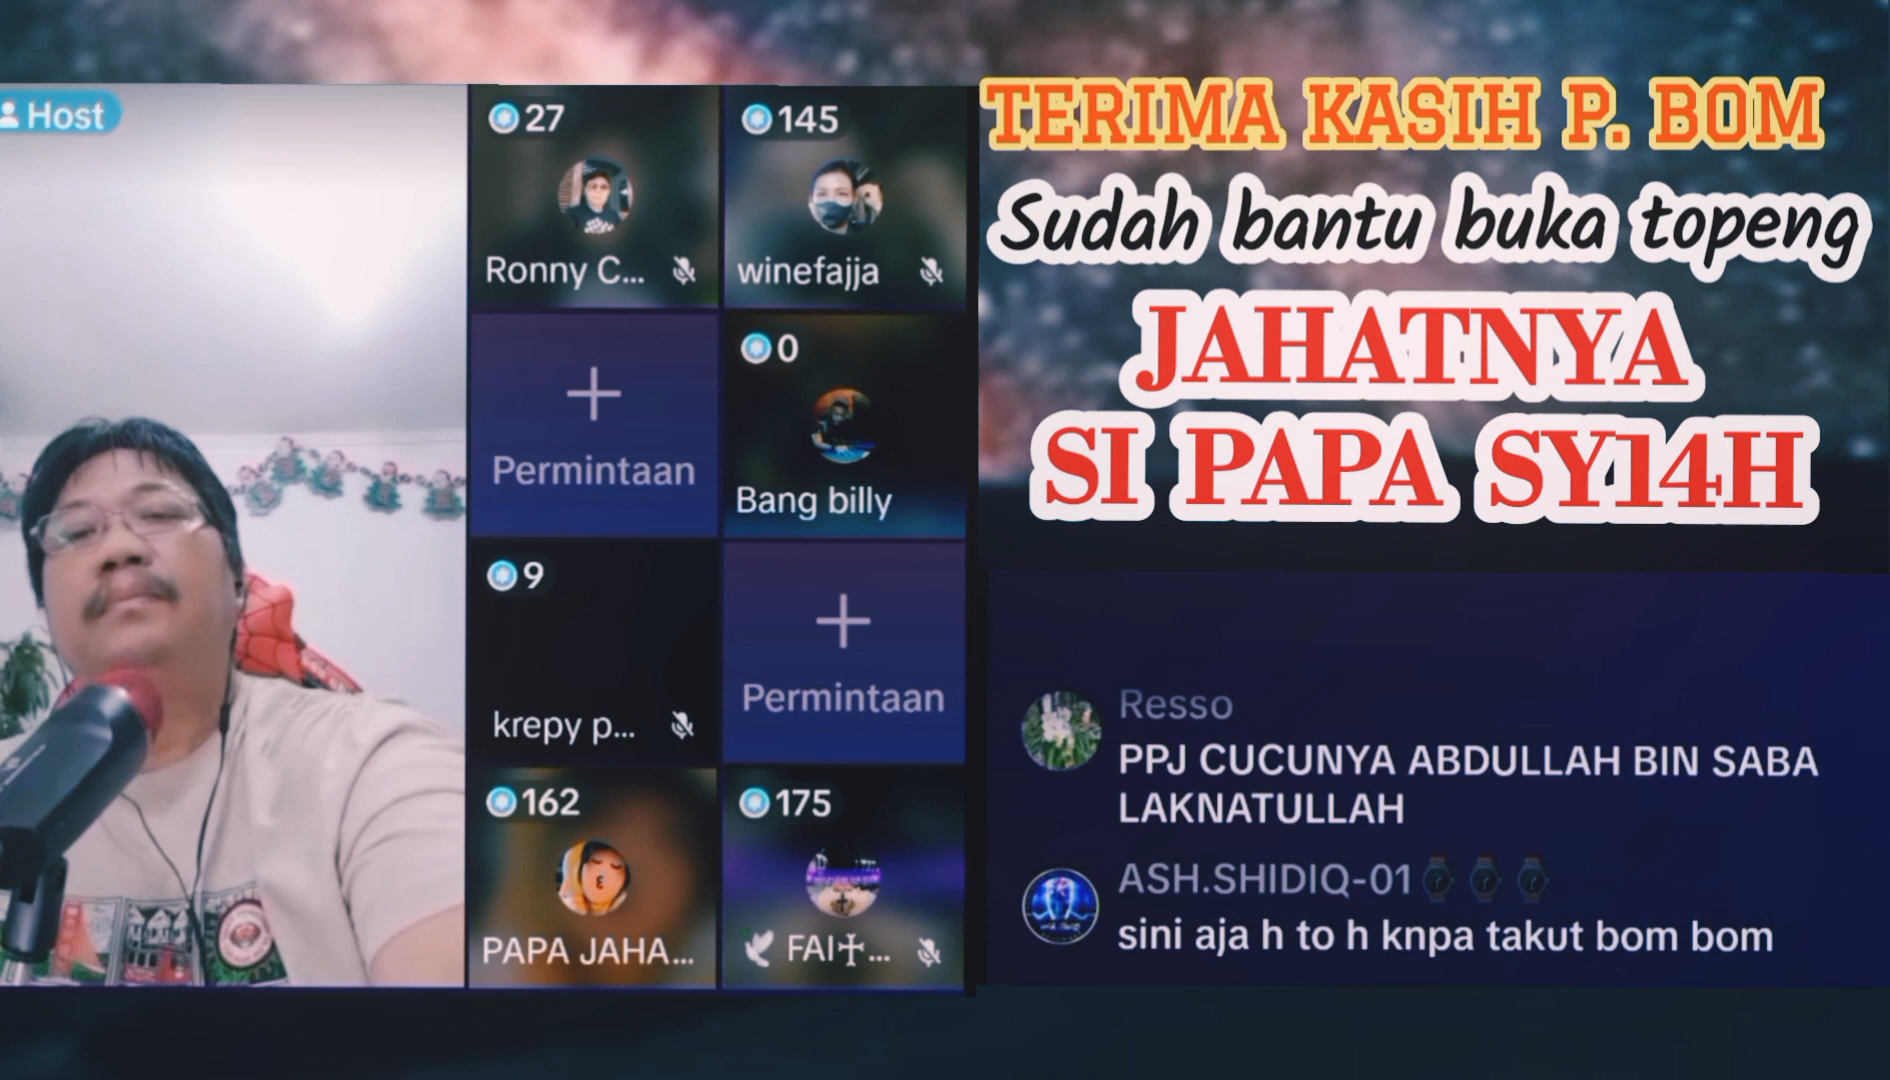 Host
27
Ronny C...
145
winefajja
Permintaan
0
Bang billy
9
krepy p...
Permintaan
162
PAPA JAHA...
175
FAI✝...
TERIMA KASIH P. BOM
Sudah bantu buka topeng
JAHATNYA
SI PAPA SY14H
Resso
PPJ CUCUNYA ABDULLAH BIN SABA
LAKNATULLAH
ASH.SHIDIQ-01
sini aja h to h knpa takut bom bom